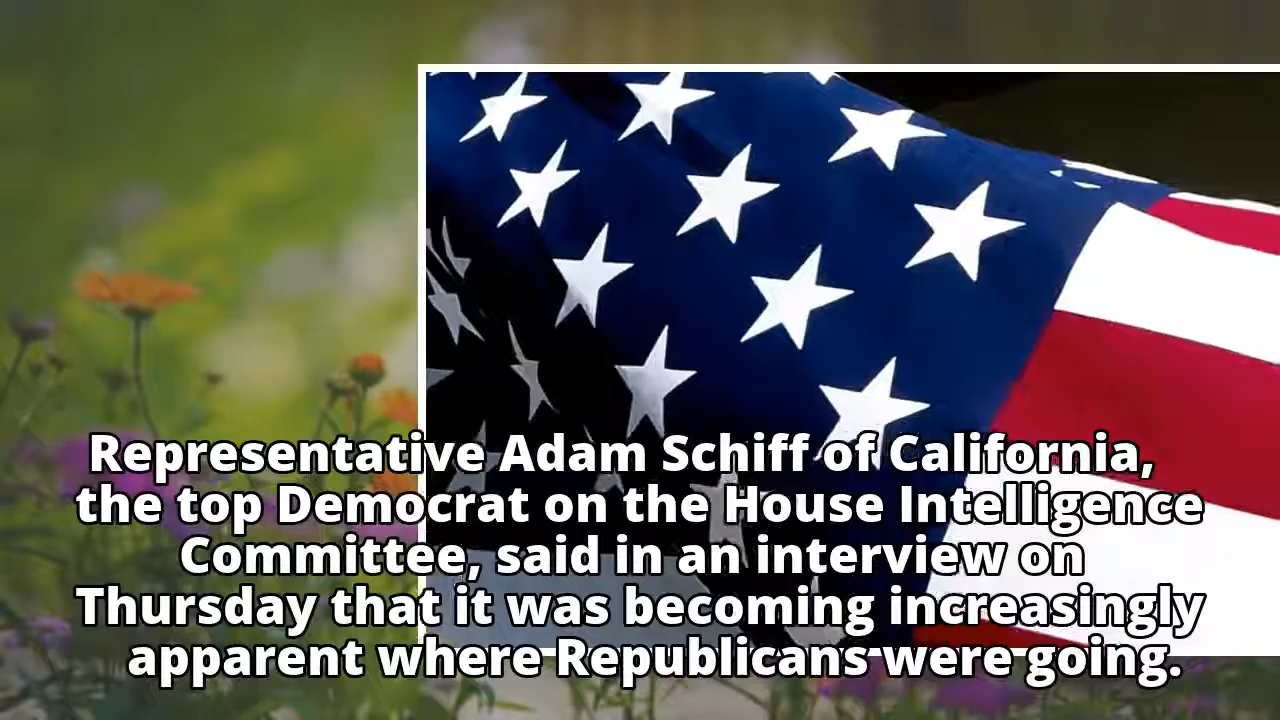 Representative Adam Schiff of California,
the top Democrat on the House Intelligence
Committee, said in an interview on
Thursday that it was becoming increasingly
apparent where Republicans were going.